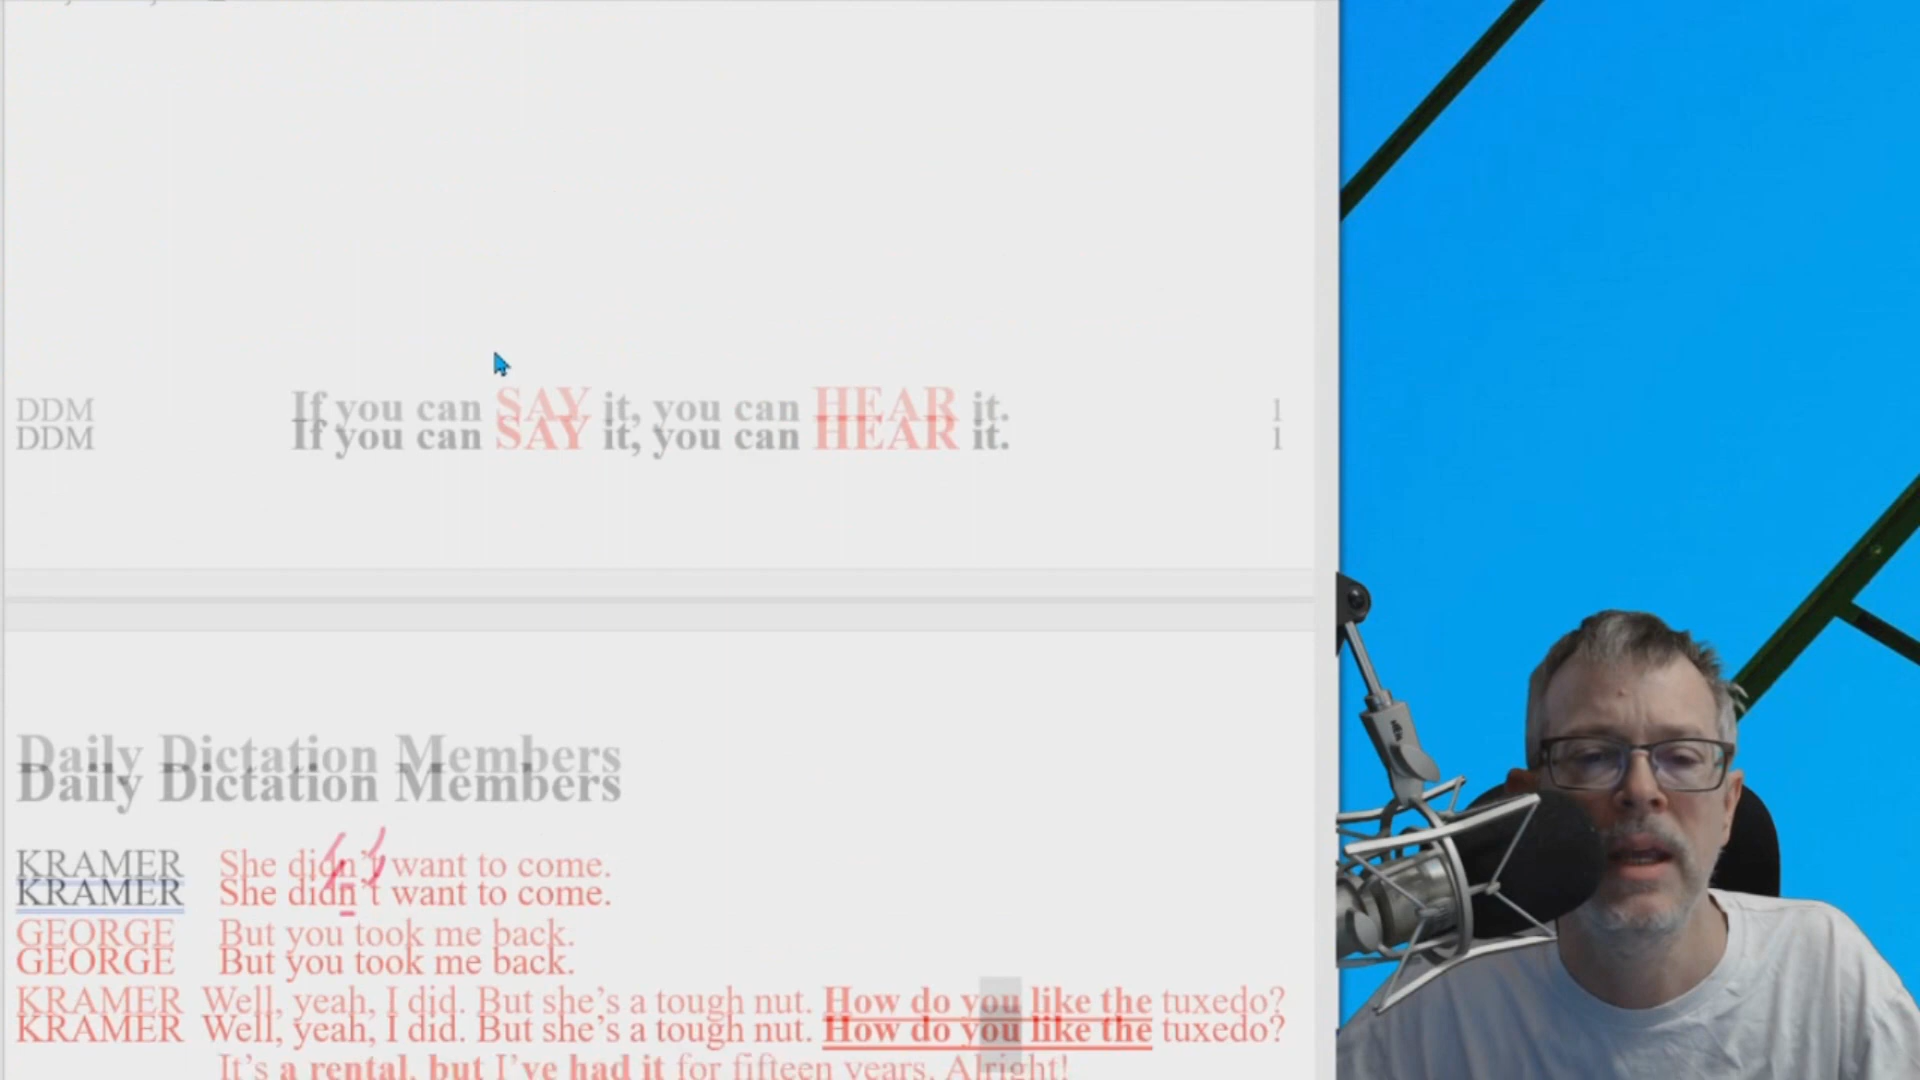 DDM If you can SAY it, you can HEAR it. 1
DDM If you can SAY it, you can HEAR it. 1
Daily Dictation Members
Daily Dictation Members
KRAMER She didn't want to come.
KRAMER She didn't want to come.
GEORGE But you took me back.
GEORGE But you took me back.
KRAMER Well, yeah, I did. But she's a tough nut. How do you like the tuxedo?
KRAMER Well, yeah, I did. But she's a tough nut. How do you like the tuxedo?
It's a rental, but I've had it for fifteen years. Alright!